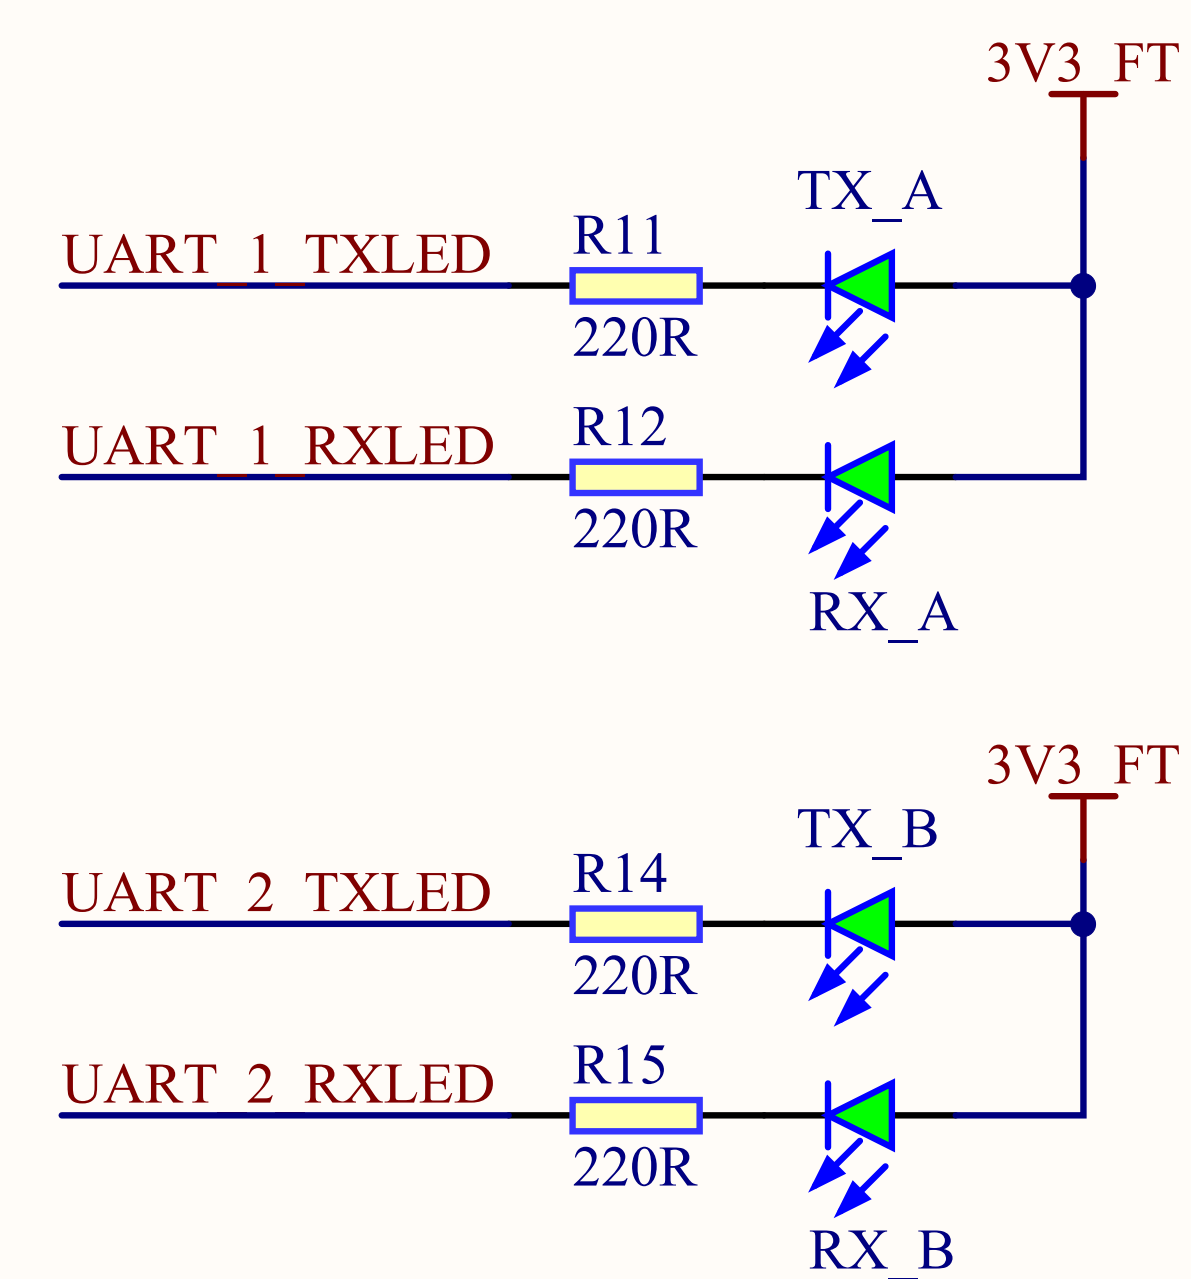 3V3_FT
TX_A
UART_1_TXLED
R11
220R
UART_1_RXLED
R12
220R
RX_A
3V3_FT
TX_B
UART_2_TXLED
R14
220R
UART_2_RXLED
R15
220R
RX_B